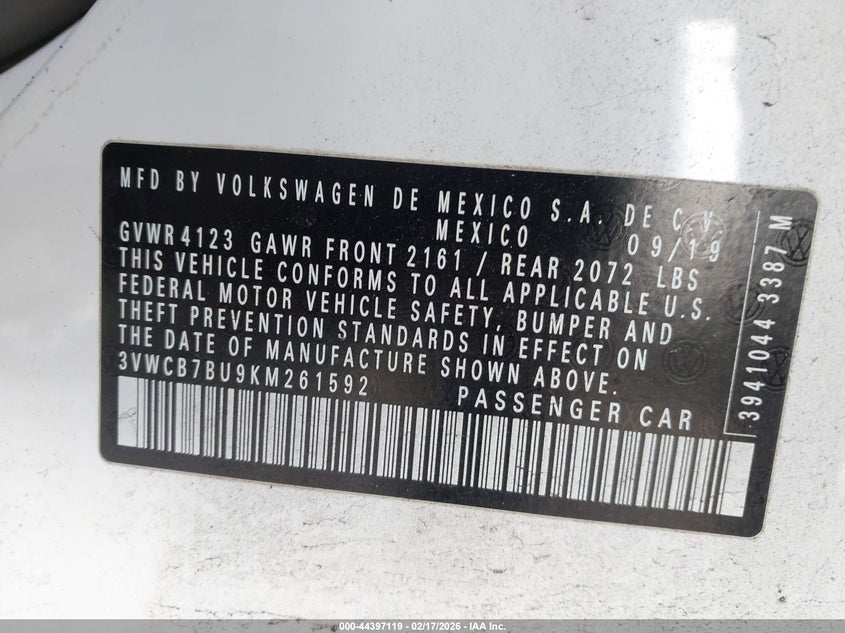 MFD BY VOLKSWAGEN DE MEXICO S.A. DE C.V
MEXICO 09/19
GVWR 4123 GAWR FRONT 2161 / REAR 2072 LBS
THIS VEHICLE CONFORMS TO ALL APPLICABLE U.S.
FEDERAL MOTOR VEHICLE SAFETY, BUMPER AND
THEFT PREVENTION STANDARDS IN EFFECT ON
THE DATE OF MANUFACTURE SHOWN ABOVE.
3VWCB7BU9KM261592
PASSENGER CAR
3941044 3387 M
000-44397119 - 02/17/2026 - IAA Inc.